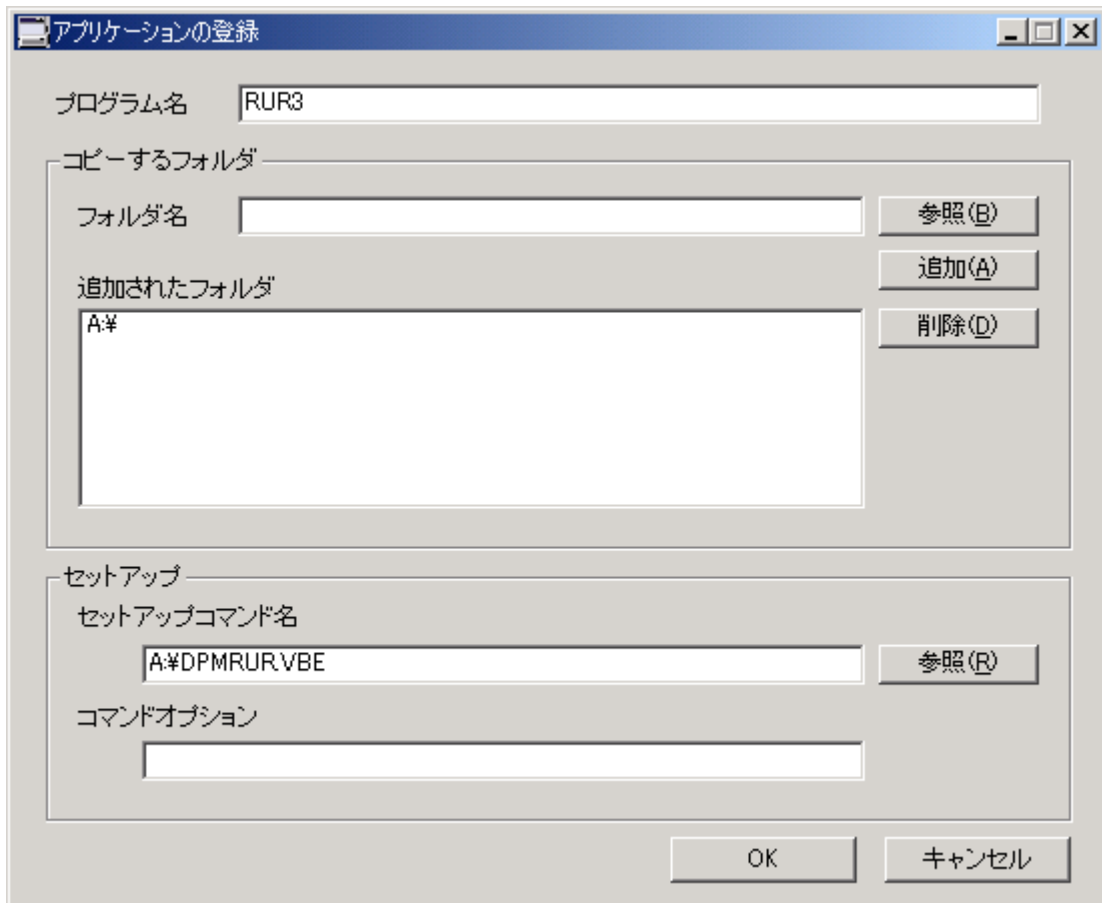 アプリケーションの登録
プログラム名 RUR3
コピーするフォルダ
フォルダ名 参照(B)
追加(A)
追加されたフォルダ
A:¥ 削除(D)
セットアップ
セットアップコマンド名
A:¥DPMRUR.VBE 参照(R)
コマンドオプション
OK キャンセル